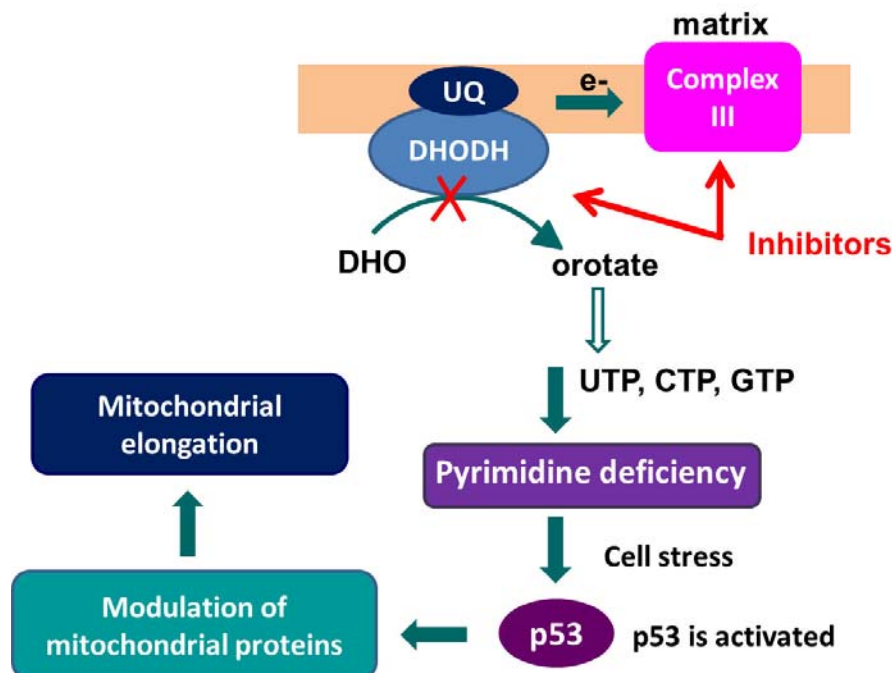 matrix
UQ
e-
Complex
III
DHODH
Inhibitors
DHO
orotate
UTP, CTP, GTP
Mitochondrial
elongation
Pyrimidine deficiency
Cell stress
Modulation of
mitochondrial proteins
p53
p53 is activated